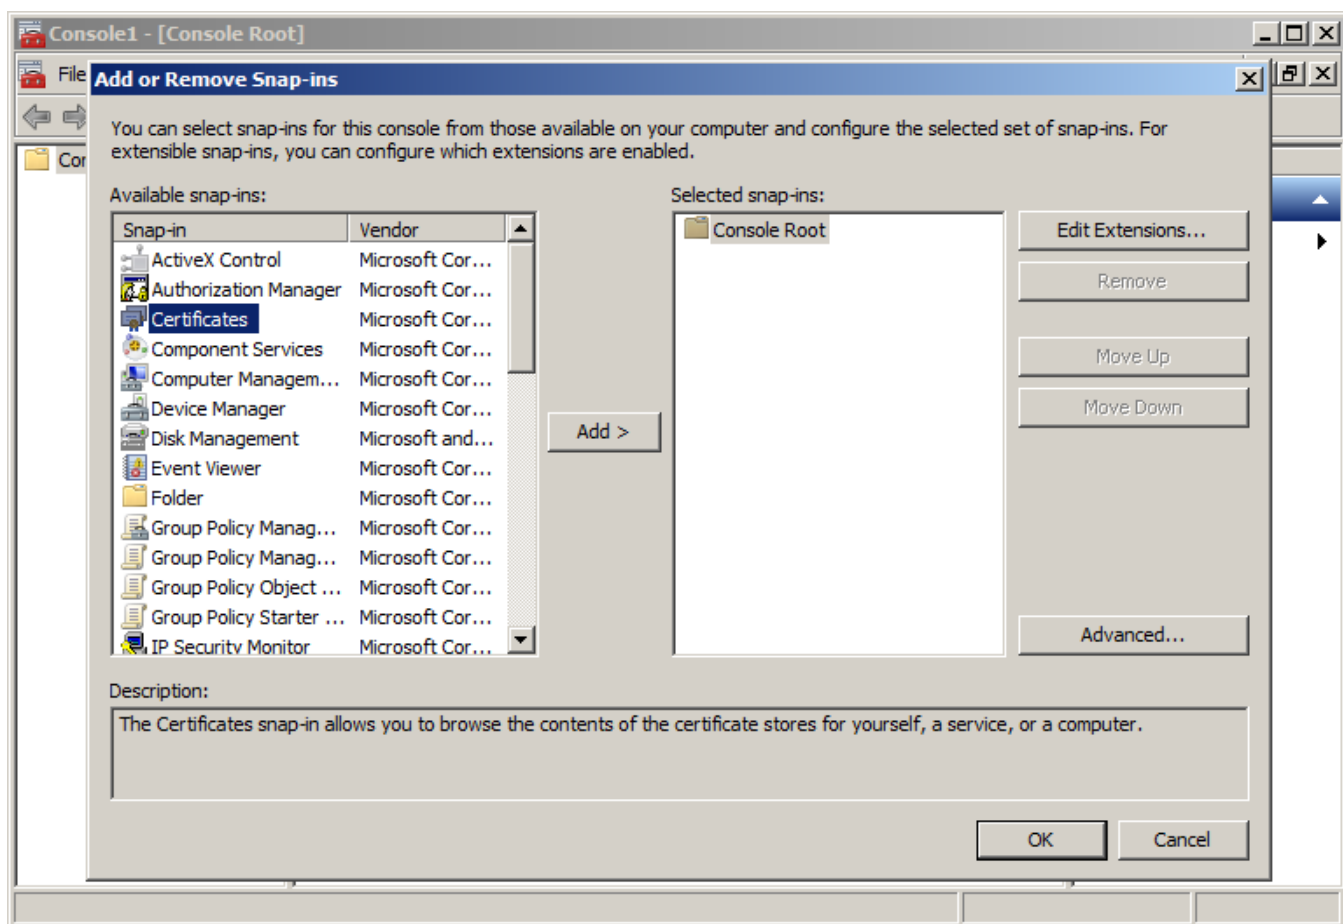 Console1 - [Console Root]
File
Add or Remove Snap-ins
You can select snap-ins for this console from those available on your computer and configure the selected set of snap-ins. For
extensible snap-ins, you can configure which extensions are enabled.
Available snap-ins:
Selected snap-ins:
Snap-in Vendor
ActiveX Control Microsoft Cor...
Authorization Manager Microsoft Cor...
Certificates Microsoft Cor...
Component Services Microsoft Cor...
Computer Managem... Microsoft Cor...
Device Manager Microsoft Cor...
Disk Management Microsoft and...
Event Viewer Microsoft Cor...
Folder Microsoft Cor...
Group Policy Manag... Microsoft Cor...
Group Policy Manag... Microsoft Cor...
Group Policy Object ... Microsoft Cor...
Group Policy Starter ... Microsoft Cor...
IP Security Monitor Microsoft Cor...
Add >
Console Root
Edit Extensions...
Remove
Move Up
Move Down
Advanced...
Description:
The Certificates snap-in allows you to browse the contents of the certificate stores for yourself, a service, or a computer.
OK
Cancel